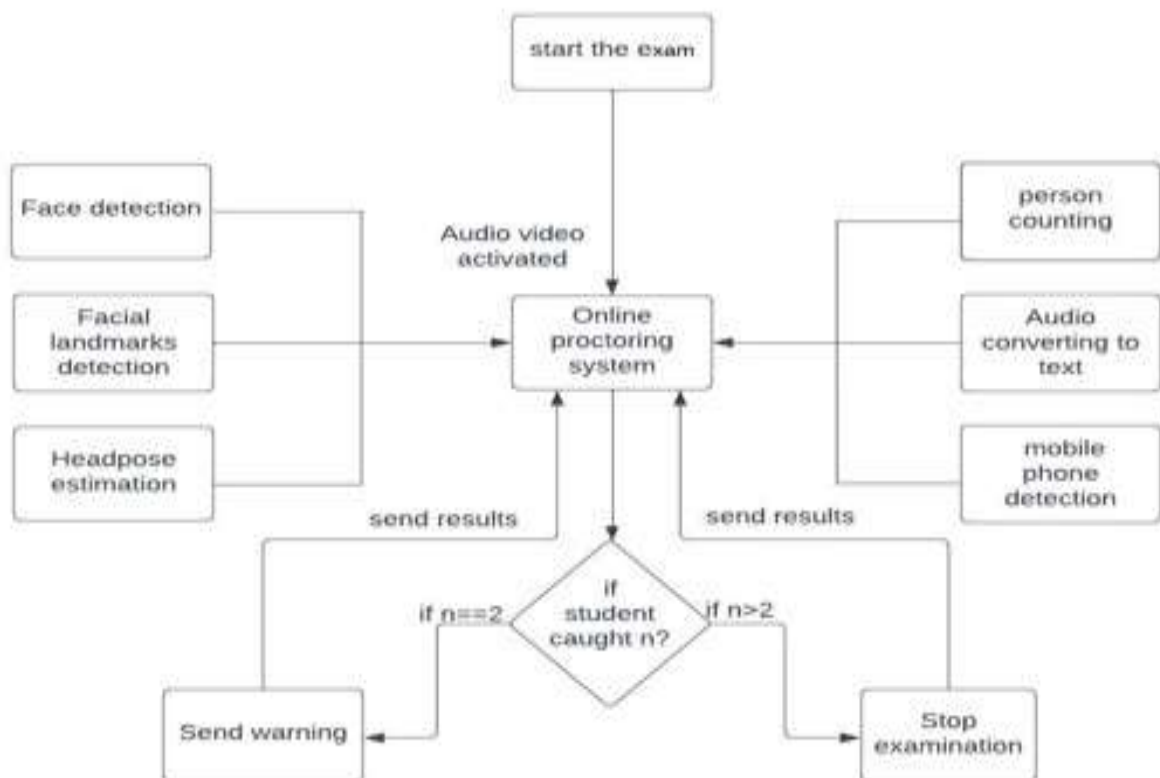 start the exam
Face detection
person
counting
Audio video
activated
Facial
landmarks
detection
Online
proctoring
system
Audio
converting to
text
Headpose
estimation
mobile
phone
detection
send results
send results
if n==2
if
student
caught n?
if n>2
Send warning
Stop
examination